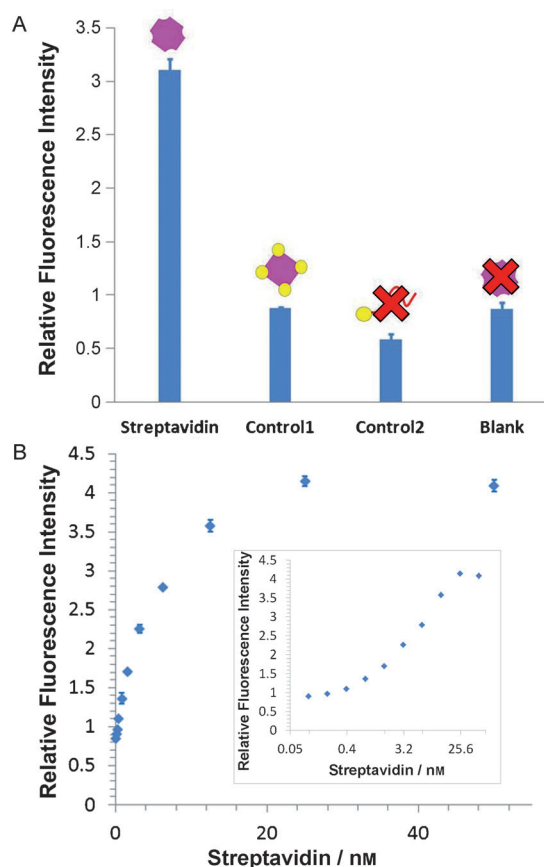 A
Relative Fluorescence Intensity
3.5
3
2.5
2
1.5
1
0.5
0
Streptavidin Control1 Control2 Blank
B
Relative Fluorescence Intensity
4.5
4
3.5
3
2.5
2
1.5
1
0.5
0
0 20 40
Streptavidin / nM
Relative Fluorescence Intensity
4.5
4
3.5
3
2.5
2
1.5
1
0.5
0
0.05 0.4 3.2 25.6
Streptavidin / nM